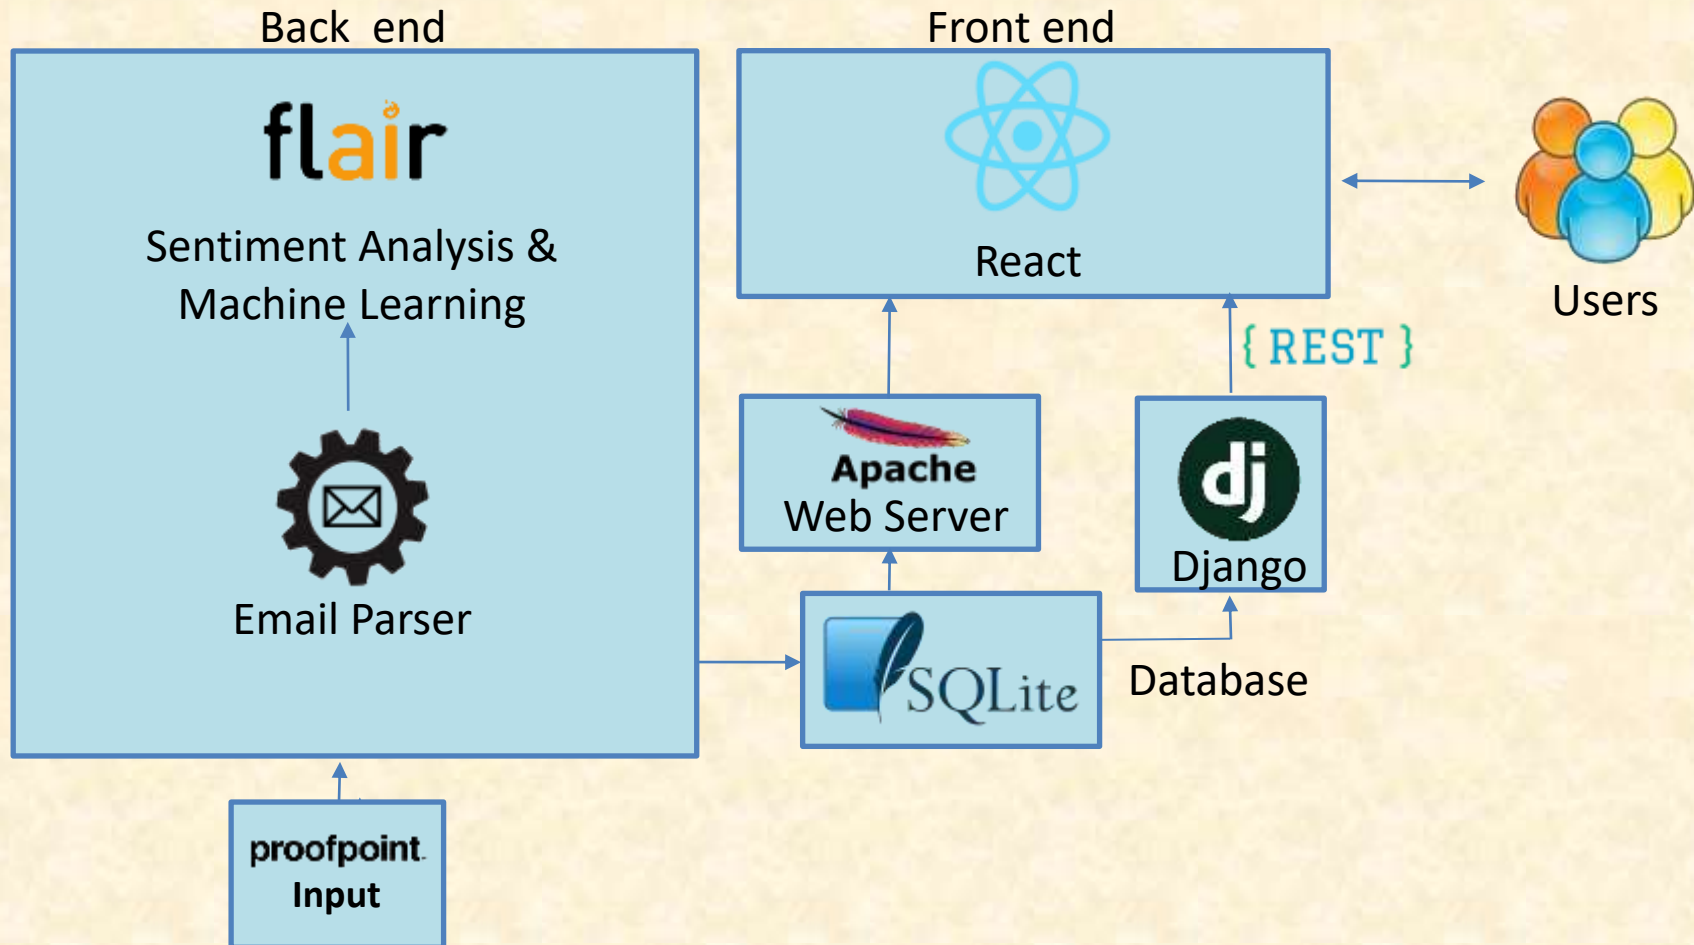 Back end
flair
Sentiment Analysis &
Machine Learning
Email Parser
proofpoint
Input
Front end
React
Users
{ REST }
Apache
Web Server
dj
Django
SQLite
Database